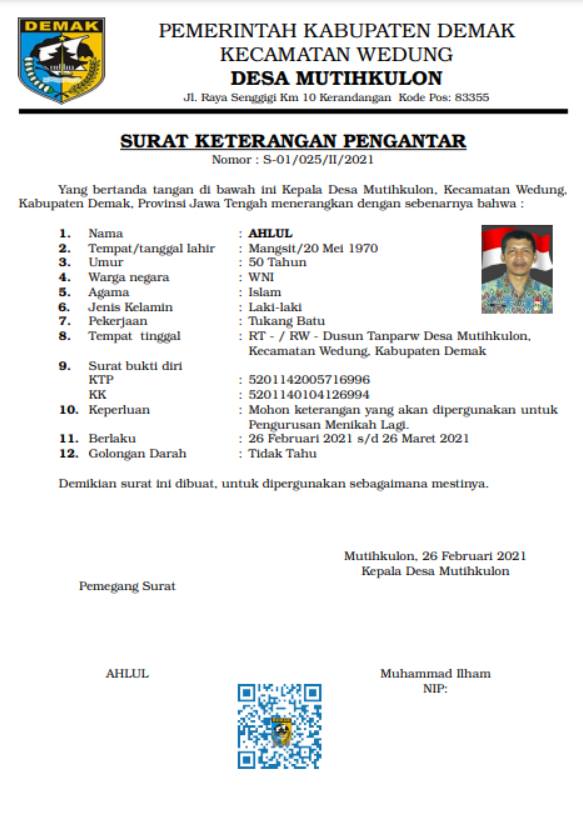 DEMAK
PEMERINTAH KABUPATEN DEMAK
KECAMATAN WEDUNG
DESA MUTIHKULON
Jl. Raya Senggigi Km 10 Kerandangan Kode Pos: 83355
SURAT KETERANGAN PENGANTAR
Nomor : S-01/025/II/2021
Yang bertanda tangan di bawah ini Kepala Desa Mutihkulon, Kecamatan Wedung,
Kabupaten Demak, Provinsi Jawa Tengah menerangkan dengan sebenarnya bahwa :
1. Nama : AHLUL
2. Tempat/tanggal lahir : Mangsit/20 Mei 1970
3. Umur : 50 Tahun
4. Warga negara : WNI
5. Agama : Islam
6. Jenis Kelamin : Laki-laki
7. Pekerjaan : Tukang Batu
8. Tempat tinggal : RT - / RW - Dusun Tanparw Desa Mutihkulon,
Kecamatan Wedung, Kabupaten Demak
9. Surat bukti diri
KTP : 5201142005716996
KK : 5201140104126994
10. Keperluan : Mohon keterangan yang akan dipergunakan untuk
Pengurusan Menikah Lagi.
11. Berlaku : 26 Februari 2021 s/d 26 Maret 2021
12. Golongan Darah : Tidak Tahu
Demikian surat ini dibuat, untuk dipergunakan sebagaimana mestinya.
Mutihkulon, 26 Februari 2021
Kepala Desa Mutihkulon
Pemegang Surat
AHLUL
Muhammad Ilham
NIP:
DEMAK